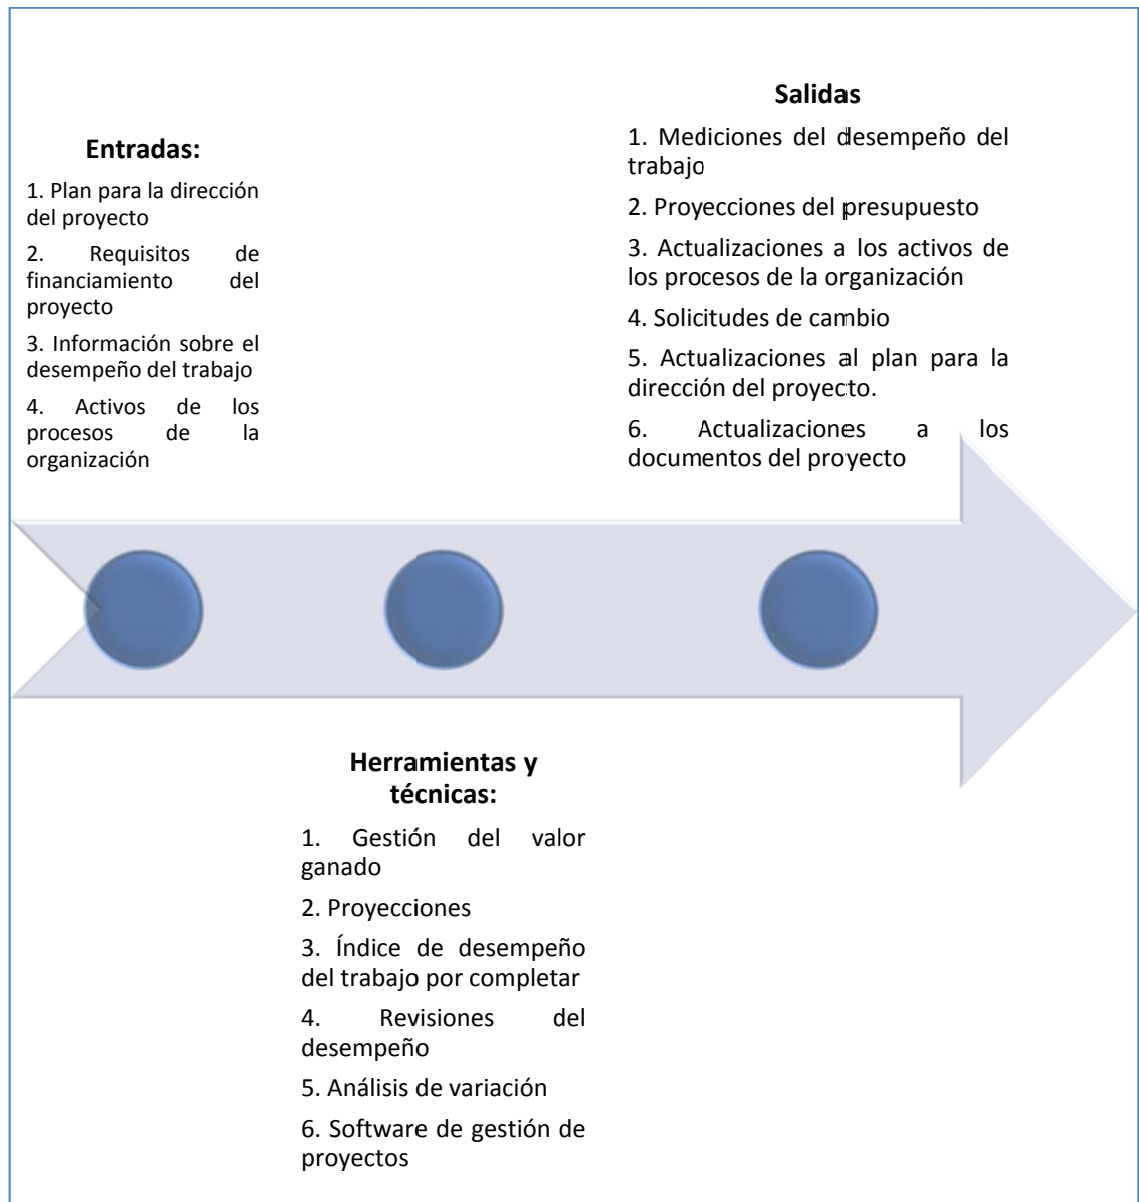 Entradas:
1. Plan para la dirección
del proyecto
2. Requisitos de
financiamiento del
proyecto
3. Información sobre el
desempeño del trabajo
4. Activos de los
procesos de la
organización
Herramientas y
técnicas:
1. Gestión del valor
ganado
2. Proyecciones
3. Índice de desempeño
del trabajo por completar
4. Revisiones del
desempeño
5. Análisis de variación
6. Software de gestión de
proyectos
Salidas
1. Mediciones del desempeño del
trabajo
2. Proyecciones del presupuesto
3. Actualizaciones a los activos de
los procesos de la organización
4. Solicitudes de cambio
5. Actualizaciones al plan para la
dirección del proyecto.
6. Actualizaciones a los
documentos del proyecto